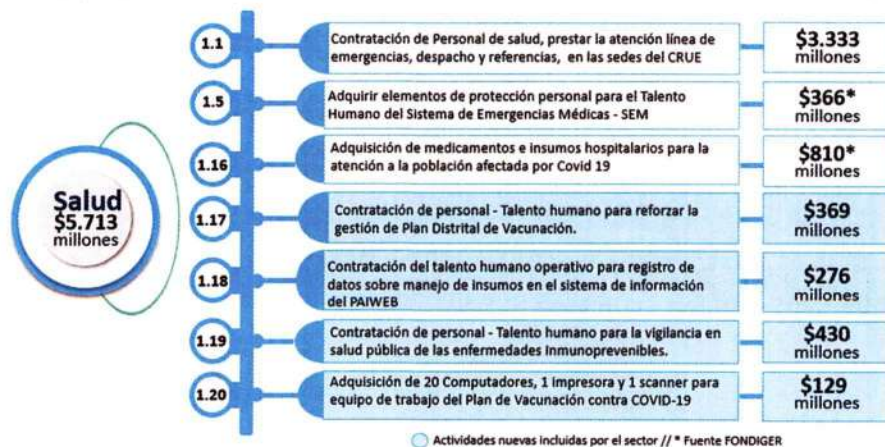 1.1
Contratación de Personal de salud, prestar la atención línea de
emergencias, despacho y referencias, en las sedes del CRUE
$3.333
millones
1.5
Adquirir elementos de protección personal para el Talento
Humano del Sistema de Emergencias Médicas - SEM
$366*
millones
1.16
Adquisición de medicamentos e insumos hospitalarios para la
atención a la población afectada por Covid 19
$810*
millones
Salud
$5.713
millones
1.17
Contratación de personal - Talento humano para reforzar la
gestión de Plan Distrital de Vacunación.
$369
millones
1.18
Contratación del talento humano operativo para registro de
datos sobre manejo de insumos en el sistema de información
del PAIWEB
$276
millones
1.19
Contratación de personal - Talento humano para la vigilancia en
salud pública de las enfermedades Inmunoprevenibles.
$430
millones
1.20
Adquisición de 20 Computadores, 1 impresora y 1 scanner para
equipo de trabajo del Plan de Vacunación contra COVID-19
$129
millones
Actividades nuevas incluidas por el sector // * Fuente FONDIGER